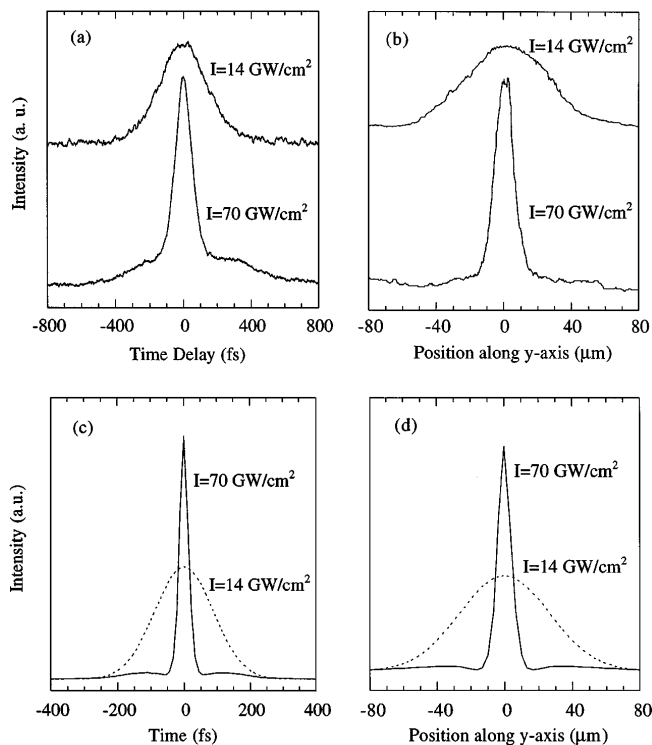 (a)
I=14 GW/cm²
I=70 GW/cm²
Intensity (a. u.)
-800 -400 0 400 800
Time Delay (fs)
(b)
I=14 GW/cm²
I=70 GW/cm²
-80 -40 0 40 80
Position along y-axis (μm)
(c)
I=70 GW/cm²
I=14 GW/cm²
Intensity (a.u.)
-400 -200 0 200 400
Time (fs)
(d)
I=70 GW/cm²
I=14 GW/cm²
-80 -40 0 40 80
Position along y-axis (μm)